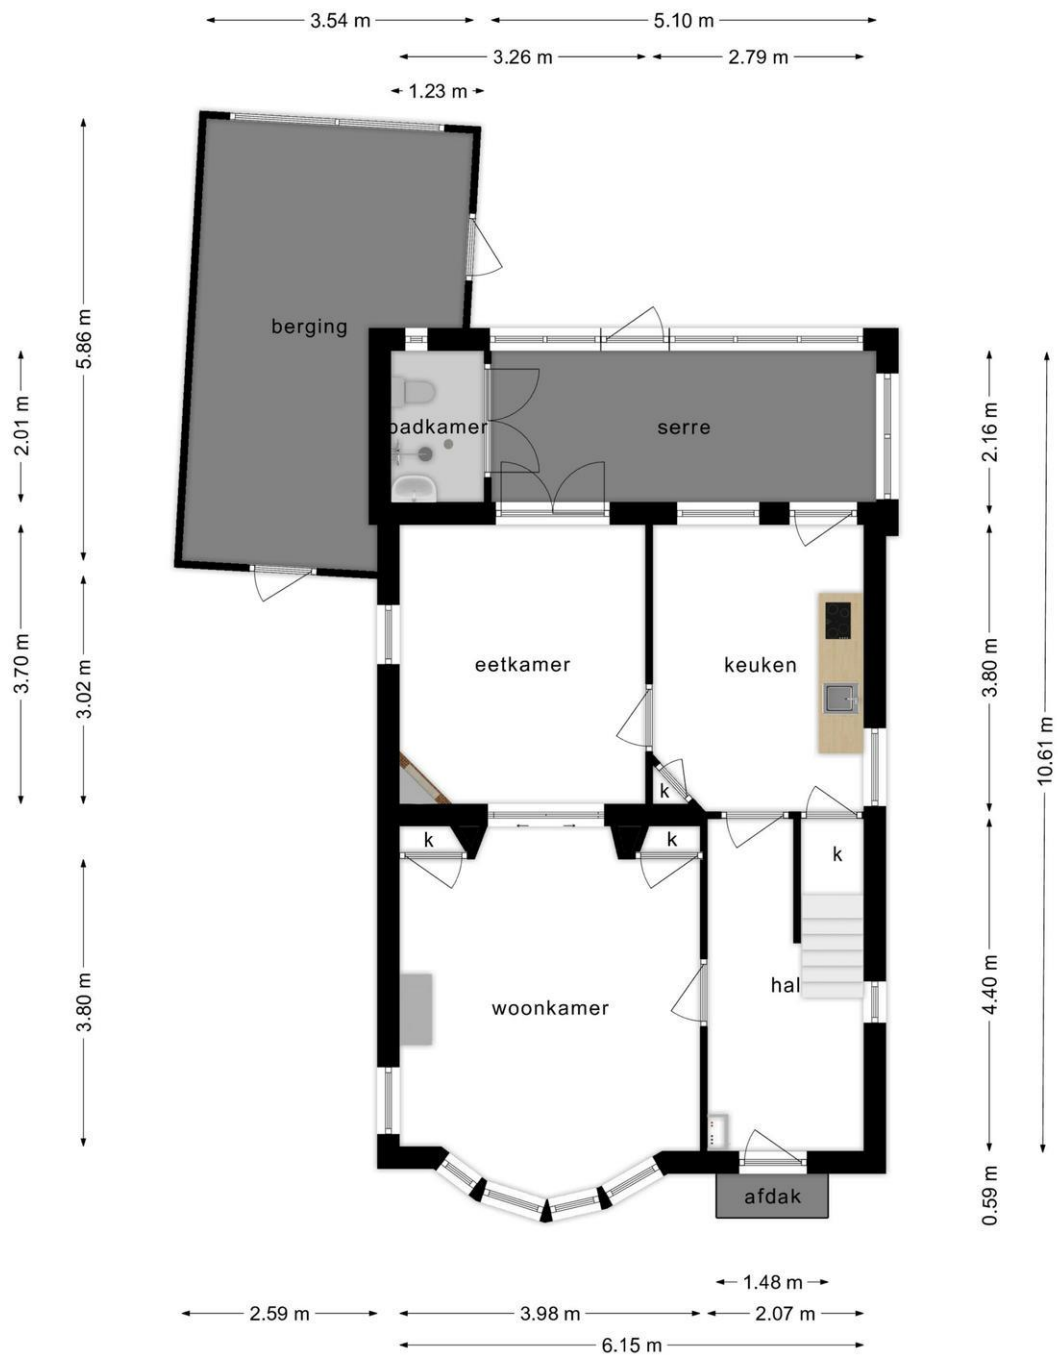 3.54 m
5.10 m
3.26 m
2.79 m
1.23 m
5.86 m
berging
2.01 m
2.16 m
badkamer
serre
3.70 m
3.02 m
eetkamer
keuken
3.80 m
10.61 m
k
k
k
k
3.80 m
woonkamer
hal
4.40 m
afdak
0.59 m
1.48 m
2.59 m
3.98 m
2.07 m
6.15 m